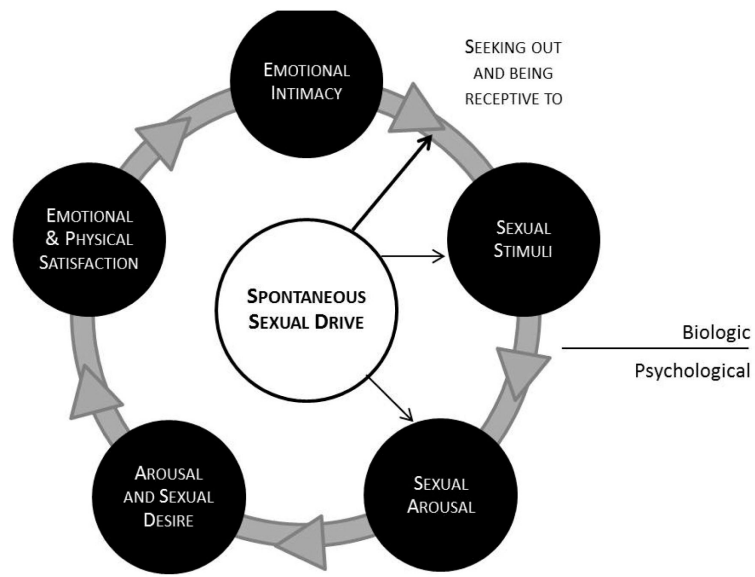 EMOTIONAL
INTIMACY
SEEKING OUT
AND BEING
RECEPTIVE TO
SEXUAL
STIMULI
Biologic
Psychological
SEXUAL
AROUSAL
AROUSAL
AND SEXUAL
DESIRE
EMOTIONAL
& PHYSICAL
SATISFACTION
SPONTANEOUS
SEXUAL DRIVE